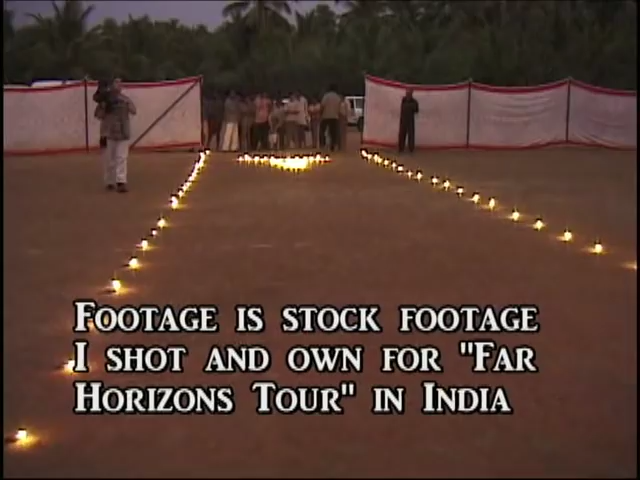 Footage is stock footage
I shot and own for "Far
Horizons Tour" in India